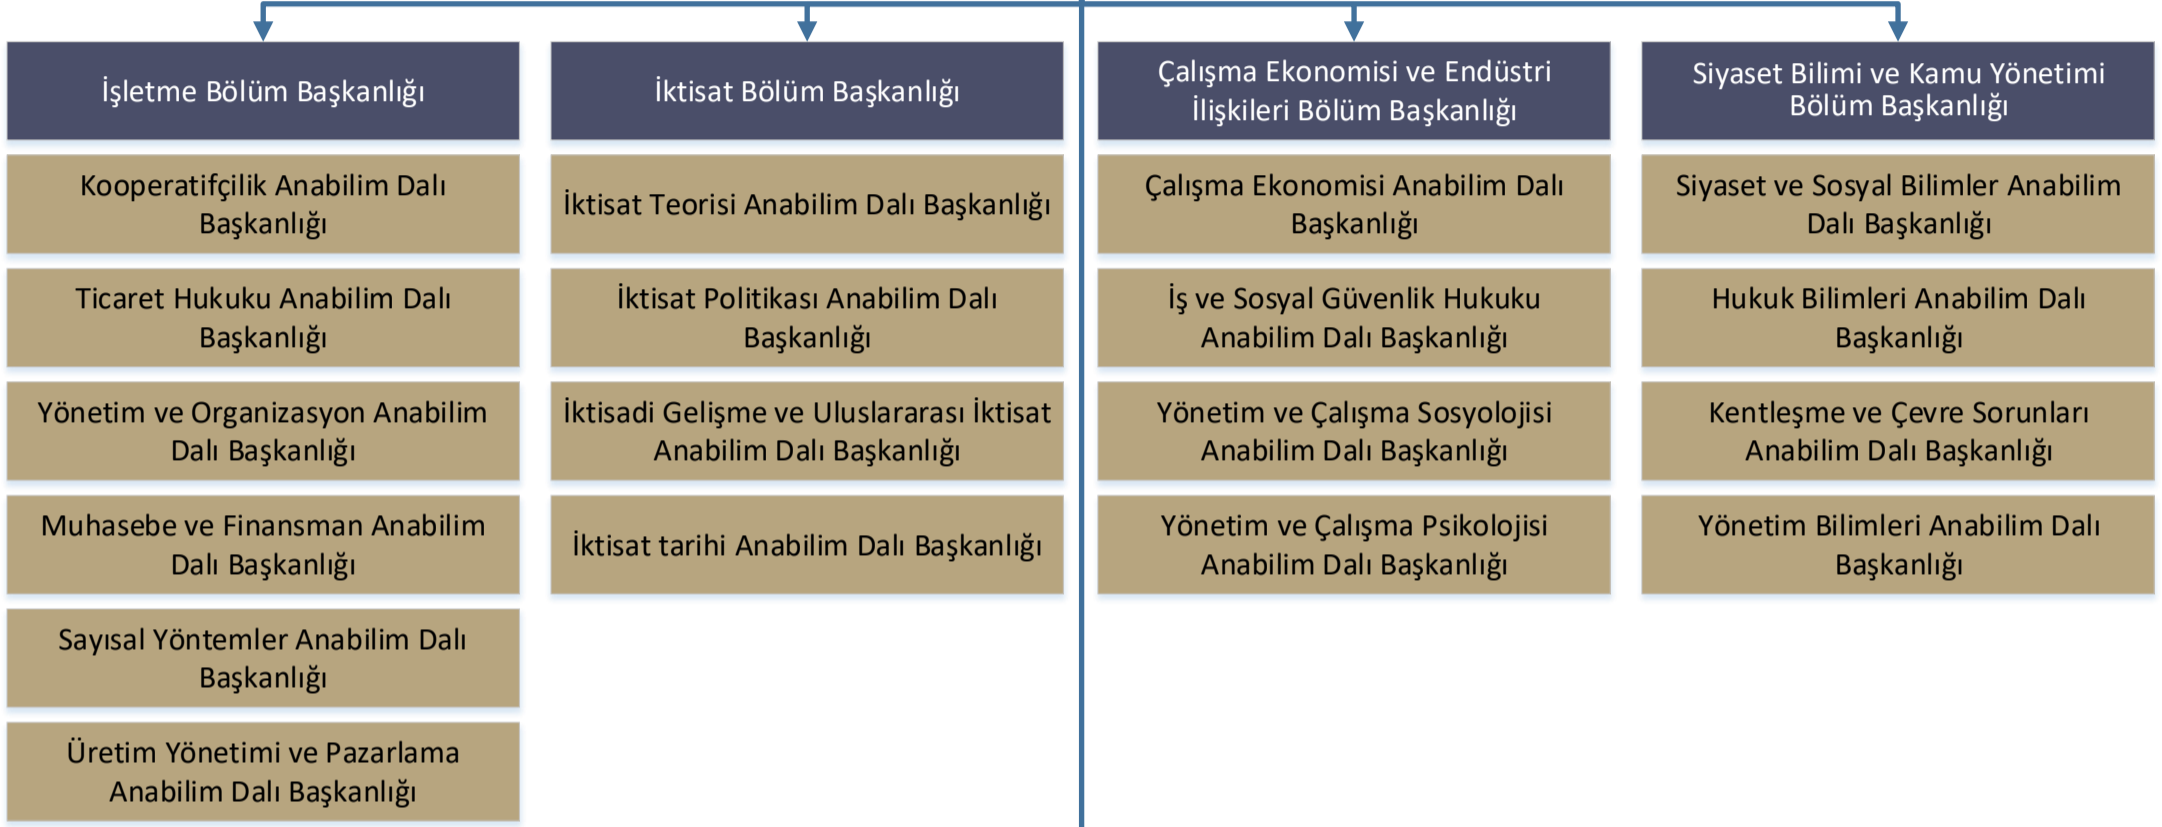 İşletme Bölüm Başkanlığı
Kooperatifçilik Anabilim Dalı
Başkanlığı
Ticaret Hukuku Anabilim Dalı
Başkanlığı
Yönetim ve Organizasyon Anabilim
Dalı Başkanlığı
Muhasebe ve Finansman Anabilim
Dalı Başkanlığı
Sayısal Yöntemler Anabilim Dalı
Başkanlığı
Üretim Yönetimi ve Pazarlama
Anabilim Dalı Başkanlığı
İktisat Bölüm Başkanlığı
İktisat Teorisi Anabilim Dalı Başkanlığı
İktisat Politikası Anabilim Dalı
Başkanlığı
İktisadi Gelişme ve Uluslararası İktisat
Anabilim Dalı Başkanlığı
İktisat tarihi Anabilim Dalı Başkanlığı
Çalışma Ekonomisi ve Endüstri
İlişkileri Bölüm Başkanlığı
Çalışma Ekonomisi Anabilim Dalı
Başkanlığı
İş ve Sosyal Güvenlik Hukuku
Anabilim Dalı Başkanlığı
Yönetim ve Çalışma Sosyolojisi
Anabilim Dalı Başkanlığı
Yönetim ve Çalışma Psikolojisi
Anabilim Dalı Başkanlığı
Siyaset Bilimi ve Kamu Yönetimi
Bölüm Başkanlığı
Siyaset ve Sosyal Bilimler Anabilim
Dalı Başkanlığı
Hukuk Bilimleri Anabilim Dalı
Başkanlığı
Kentleşme ve Çevre Sorunları
Anabilim Dalı Başkanlığı
Yönetim Bilimleri Anabilim Dalı
Başkanlığı